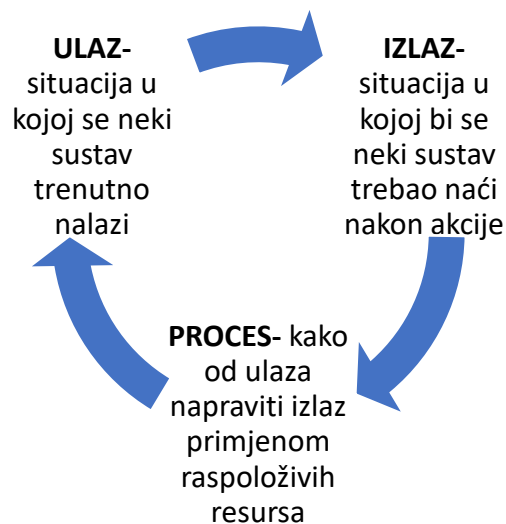 ULAZ-
situacija u
kojoj se neki
sustav
trenutno
nalazi
IZLAZ-
situacija u
kojoj bi se
neki sustav
trebao naći
nakon akcije
PROCES- kako
od ulaza
napraviti izlaz
primjenom
raspoloživih
resursa